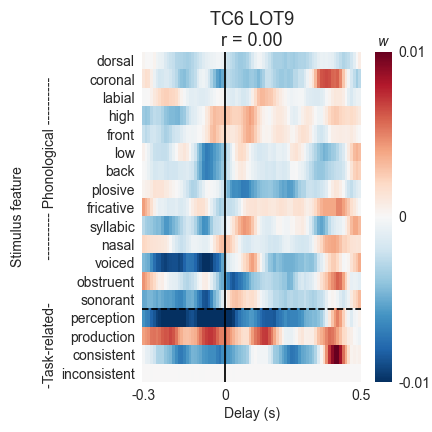 TC6 LOT9
r = 0.00
w
dorsal
coronal
labial
high
front
low
back
plosive
fricative
syllabic
nasal
voiced
obstruent
sonorant
perception
production
consistent
inconsistent
Stimulus feature
---------- Phonological ----------
-Task-related-
0.01
0
-0.01
-0.3
0
0.5
Delay (s)